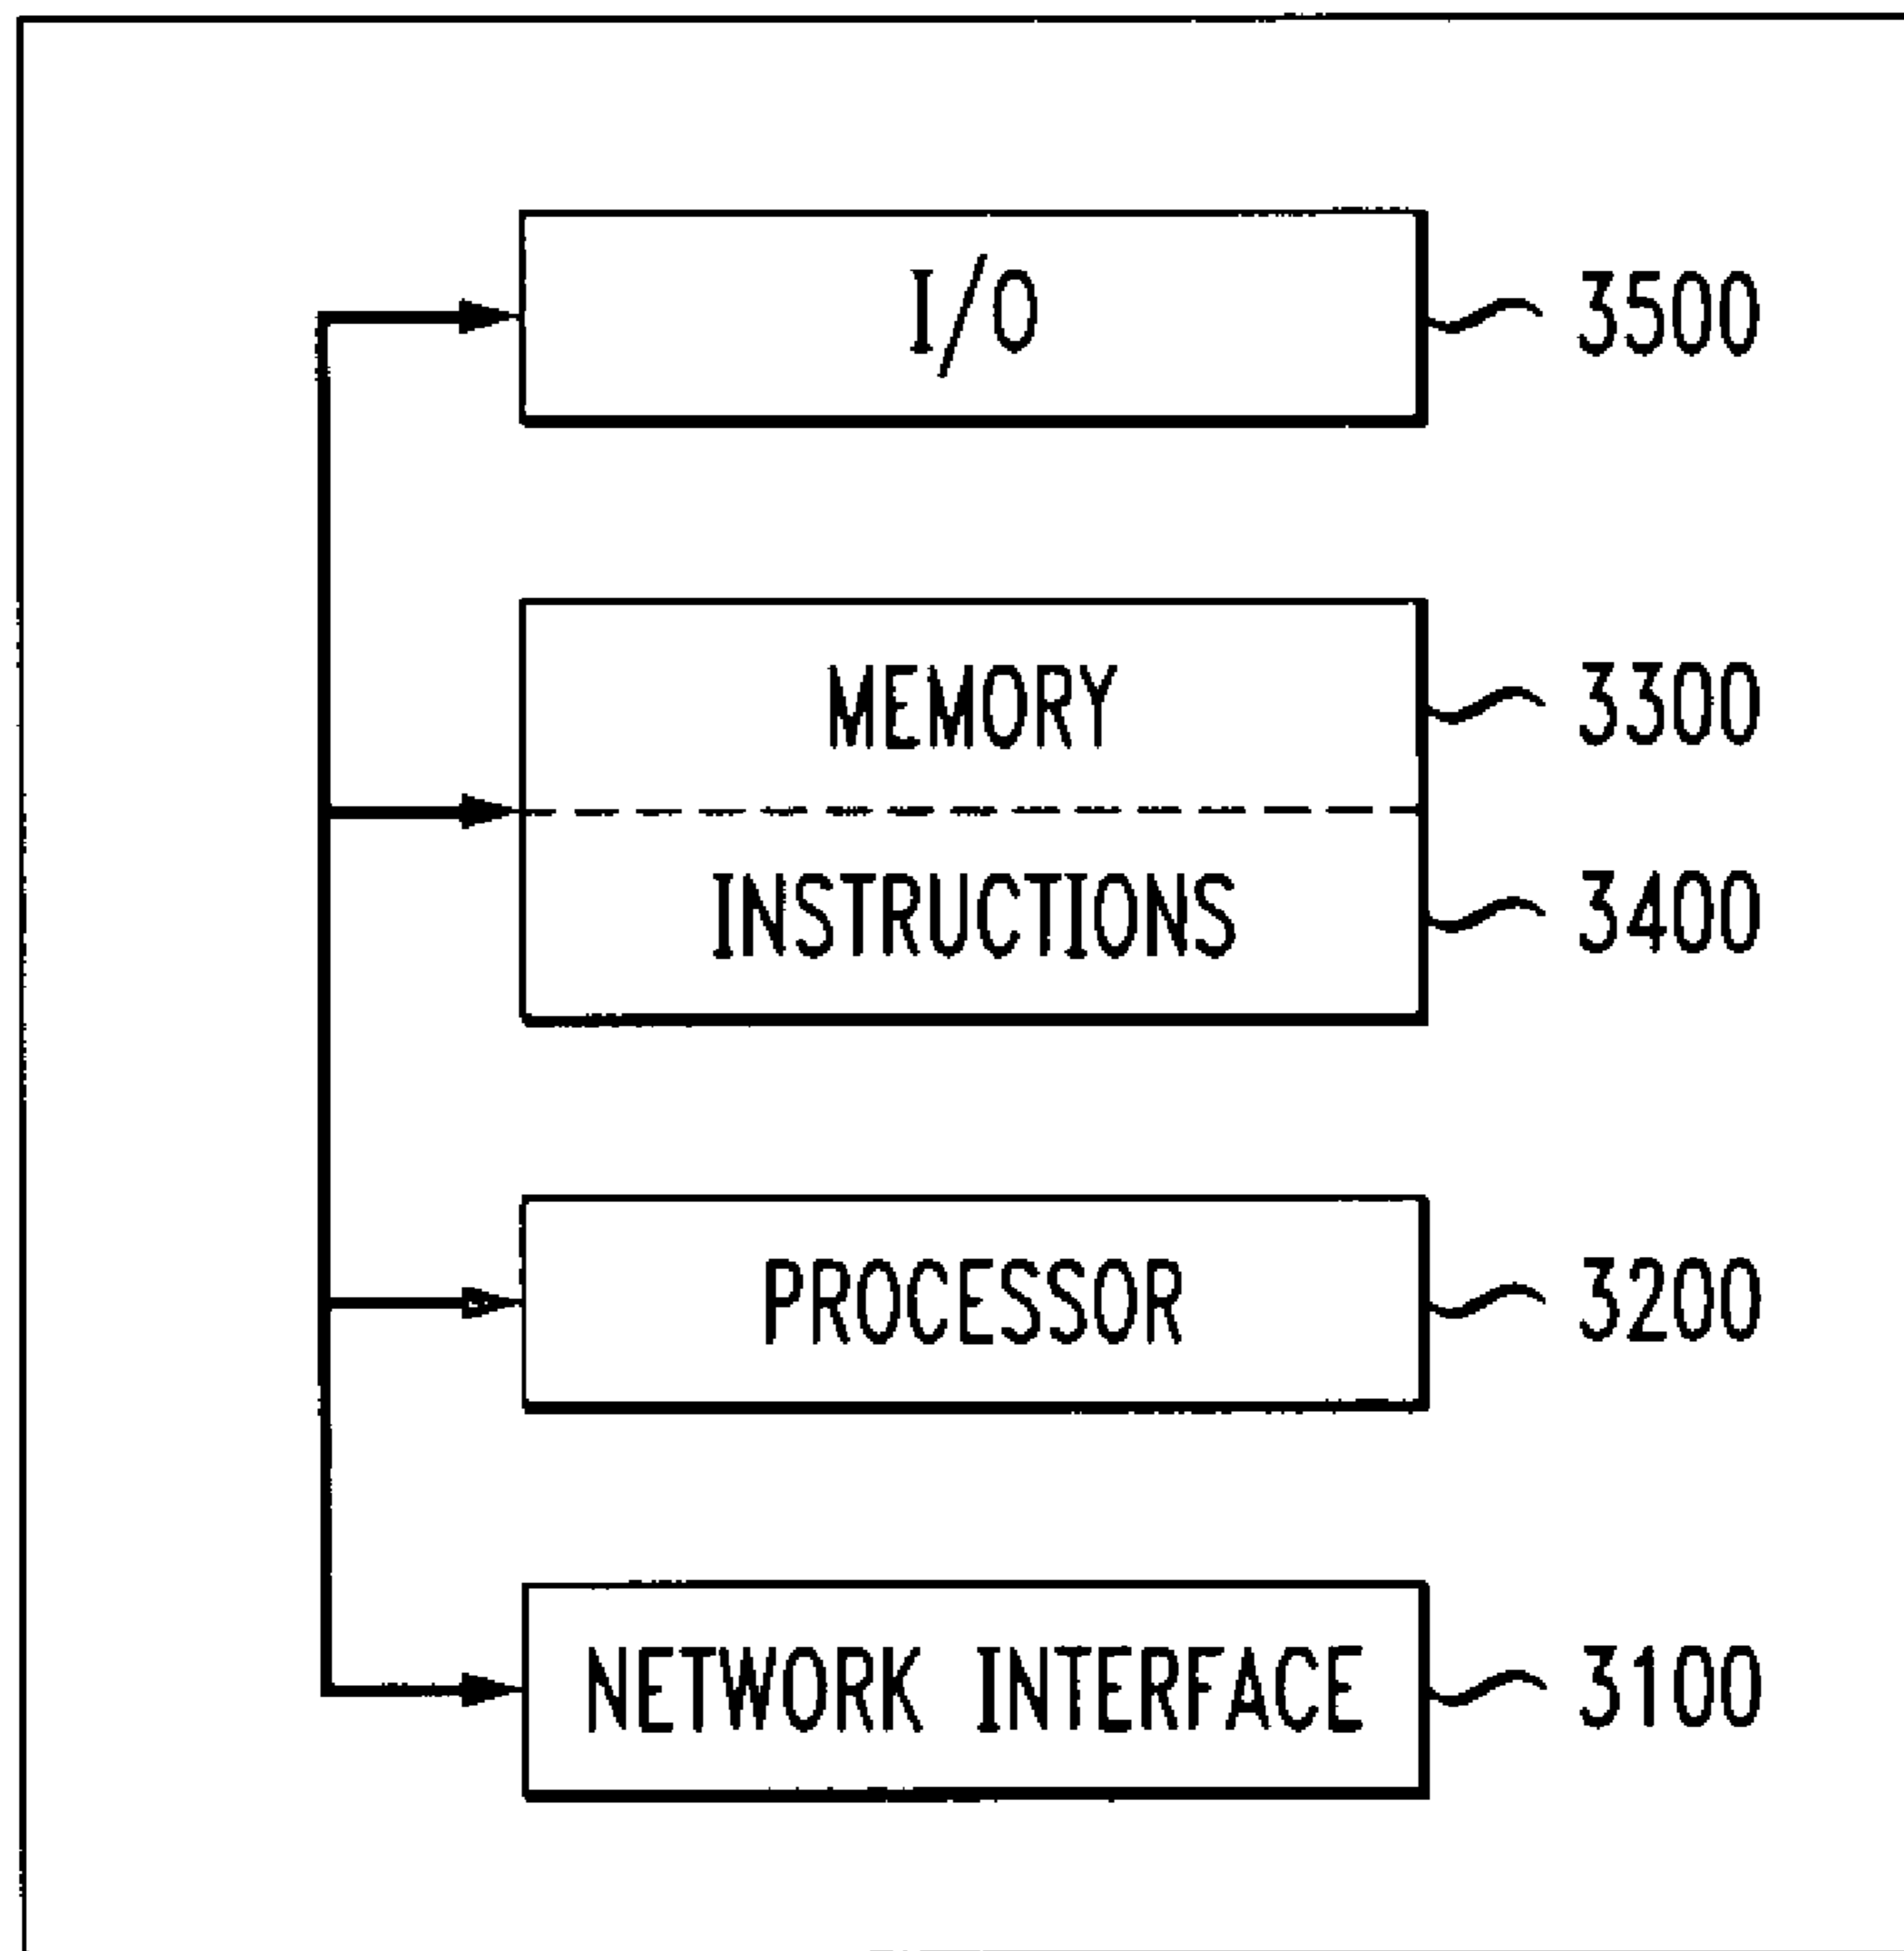 I/O 3500
MEMORY 3300
INSTRUCTIONS 3400
PROCESSOR 3200
NETWORK INTERFACE 3100